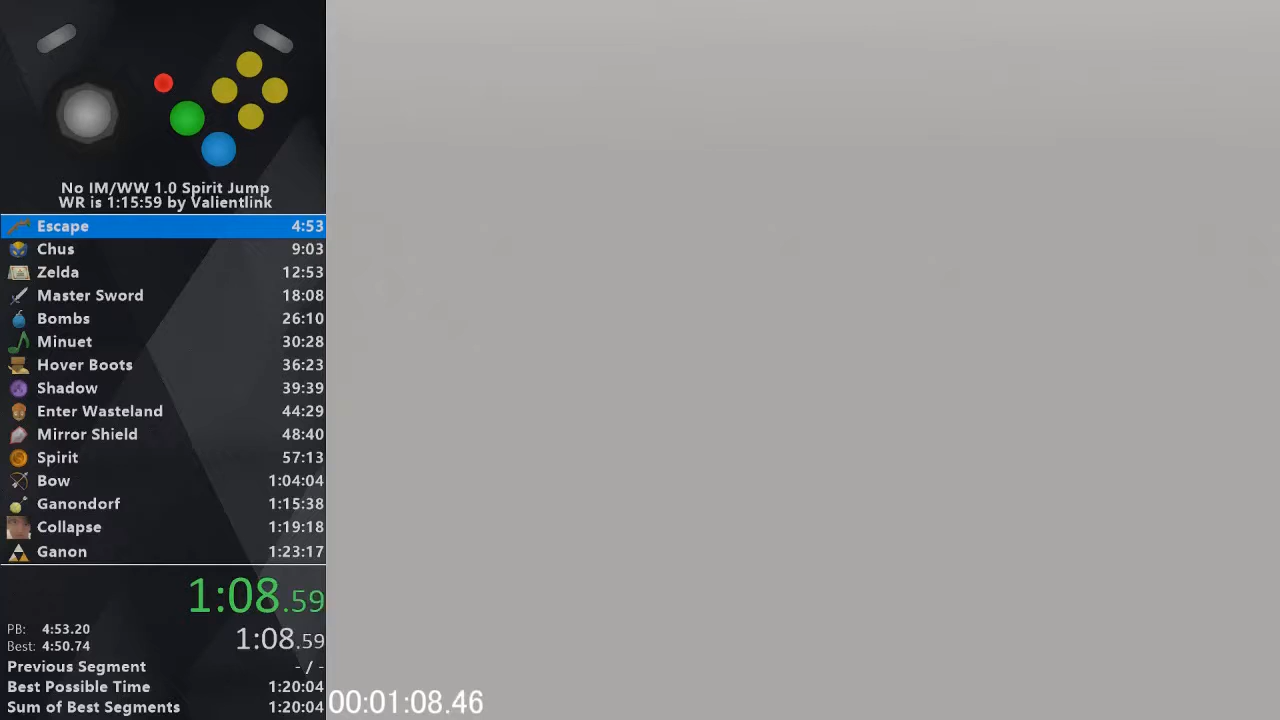 No IM/WW 1.0 Spirit Jump
WR is 1:15:59 by Valientlink
Escape 4:53
Chus 9:03
Zelda 12:53
Master Sword 18:08
Bombs 26:10
Minuet 30:28
Hover Boots 36:23
Shadow 39:39
Enter Wasteland 44:29
Mirror Shield 48:40
Spirit 57:13
Bow 1:04:04
Ganondorf 1:15:38
Collapse 1:19:18
Ganon 1:23:17
1:08.59
PB: 4:53.20
Best: 4:50.74
1:08.59
Previous Segment - / -
Best Possible Time 1:20:04
Sum of Best Segments 1:20:04
00:01:08.46